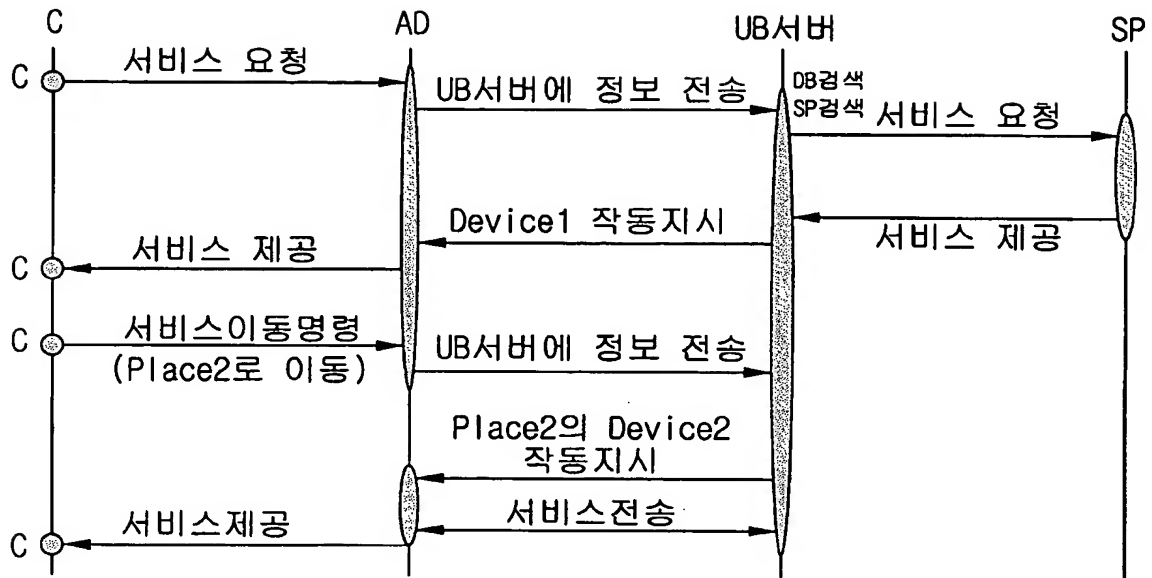 C
AD
UB서버
SP
C
서비스 요청
UB서버에 정보 전송
DB검색
SP검색
서비스 요청
Device1 작동지시
서비스 제공
C
서비스 제공
C
서비스이동명령
(Place2로 이동)
UB서버에 정보 전송
Place2의 Device2
작동지시
C
서비스제공
서비스전송